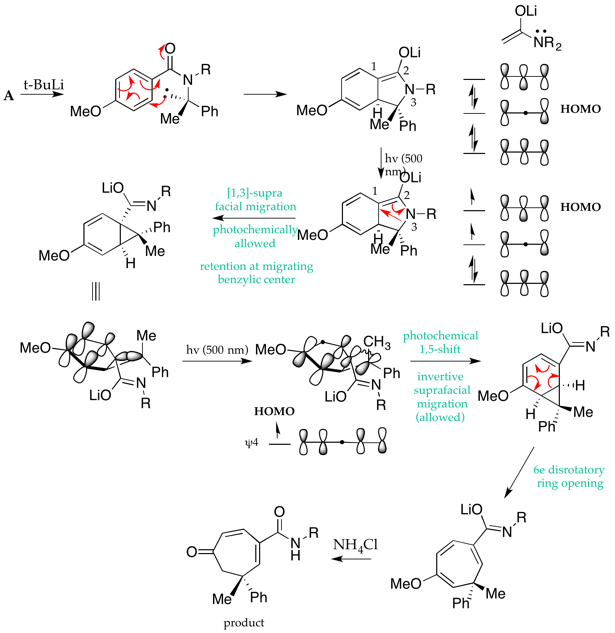 OLi
NR2
O
t-BuLi
A
N
R
MeO
Me
Ph
OLi
1
2
N
R
3
MeO
H
Me
Ph
HOMO
hν (500 nm)
LiO
N
R
Ph
Me
MeO
H
[1,3]-supra
facial migration
photochemically
allowed
retention at migrating
benzylic center
OLi
1
2
N
R
3
MeO
H
Me
Ph
HOMO
MeO
Me
Ph
LiO
N
R
hν (500 nm)
MeO
CH3
Ph
LiO
N
R
HOMO
ψ4
photochemical
1,5-shift
invertive
suprafacial
migration
(allowed)
LiO
N
R
MeO
H
H
Me
Ph
6e disrotatory
ring opening
LiO
N
R
MeO
Ph
Me
NH4Cl
O
O
N
H
R
Me
Ph
product